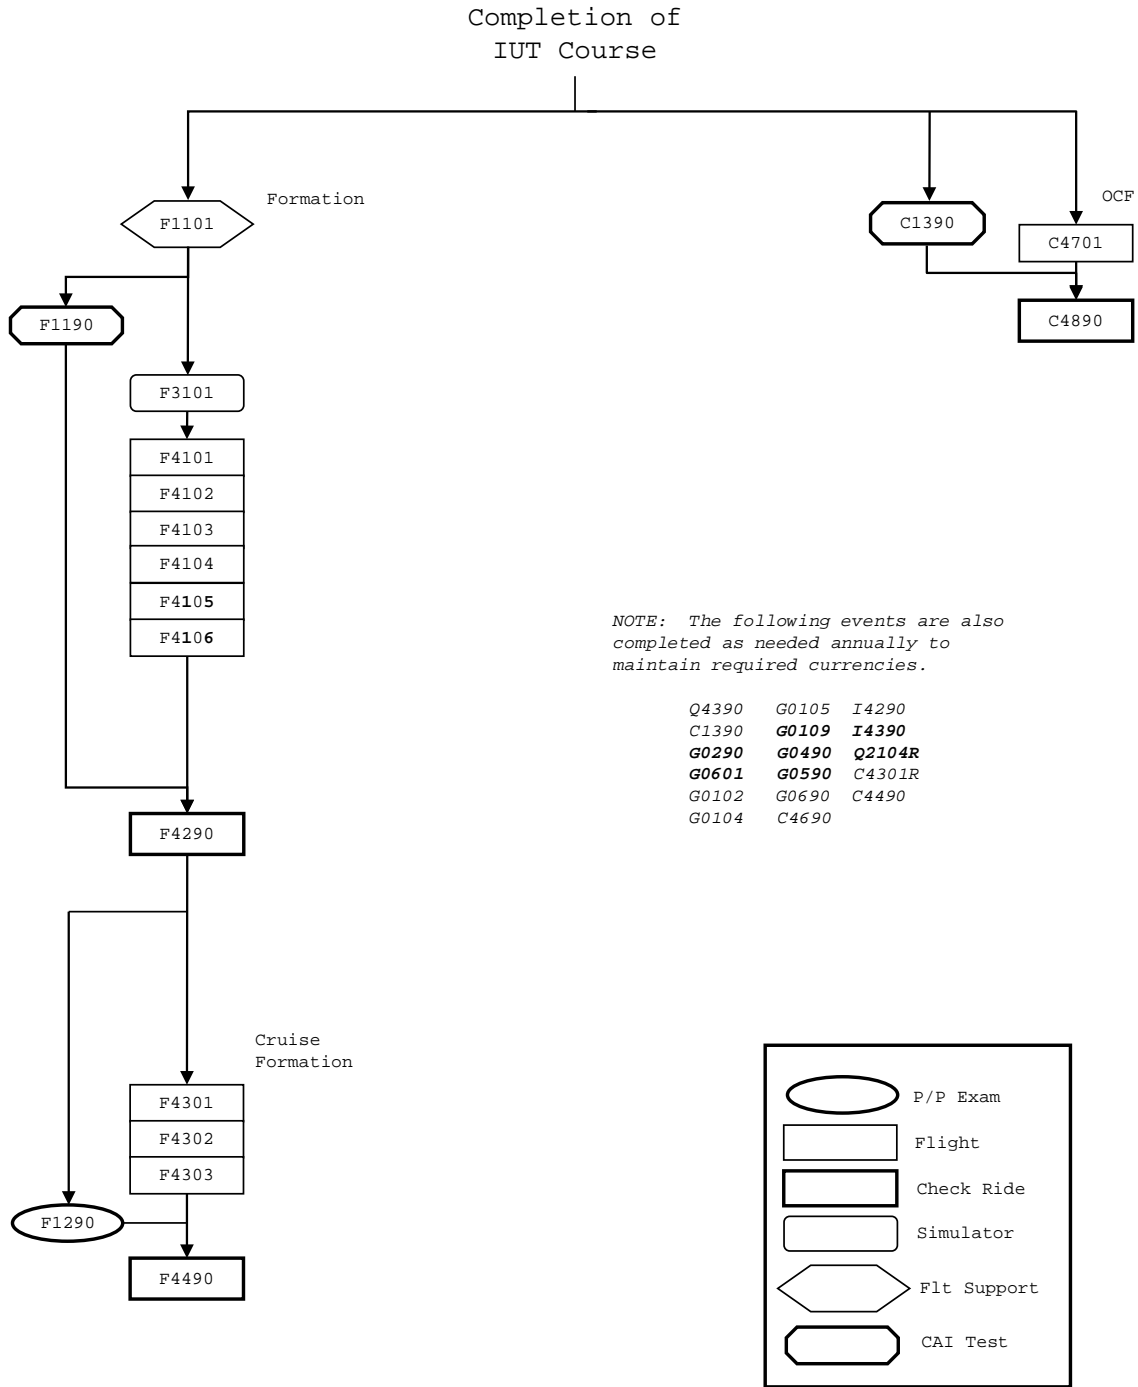 Completion of
IUT Course
Formation
OCF
F1101
C1390
C4701
F1190
C4890
F3101
F4101
F4102
F4103
F4104
F4105
F4106
NOTE: The following events are also
completed as needed annually to
maintain required currencies.
Q4390 G0105 I4290
C1390 G0109 I4390
G0290 G0490 Q2104R
G0601 G0590 C4301R
G0102 G0690 C4490
G0104 C4690
F4290
Cruise
Formation
F4301
F4302
F4303
F1290
F4490
P/P Exam
Flight
Check Ride
Simulator
Flt Support
CAI Test